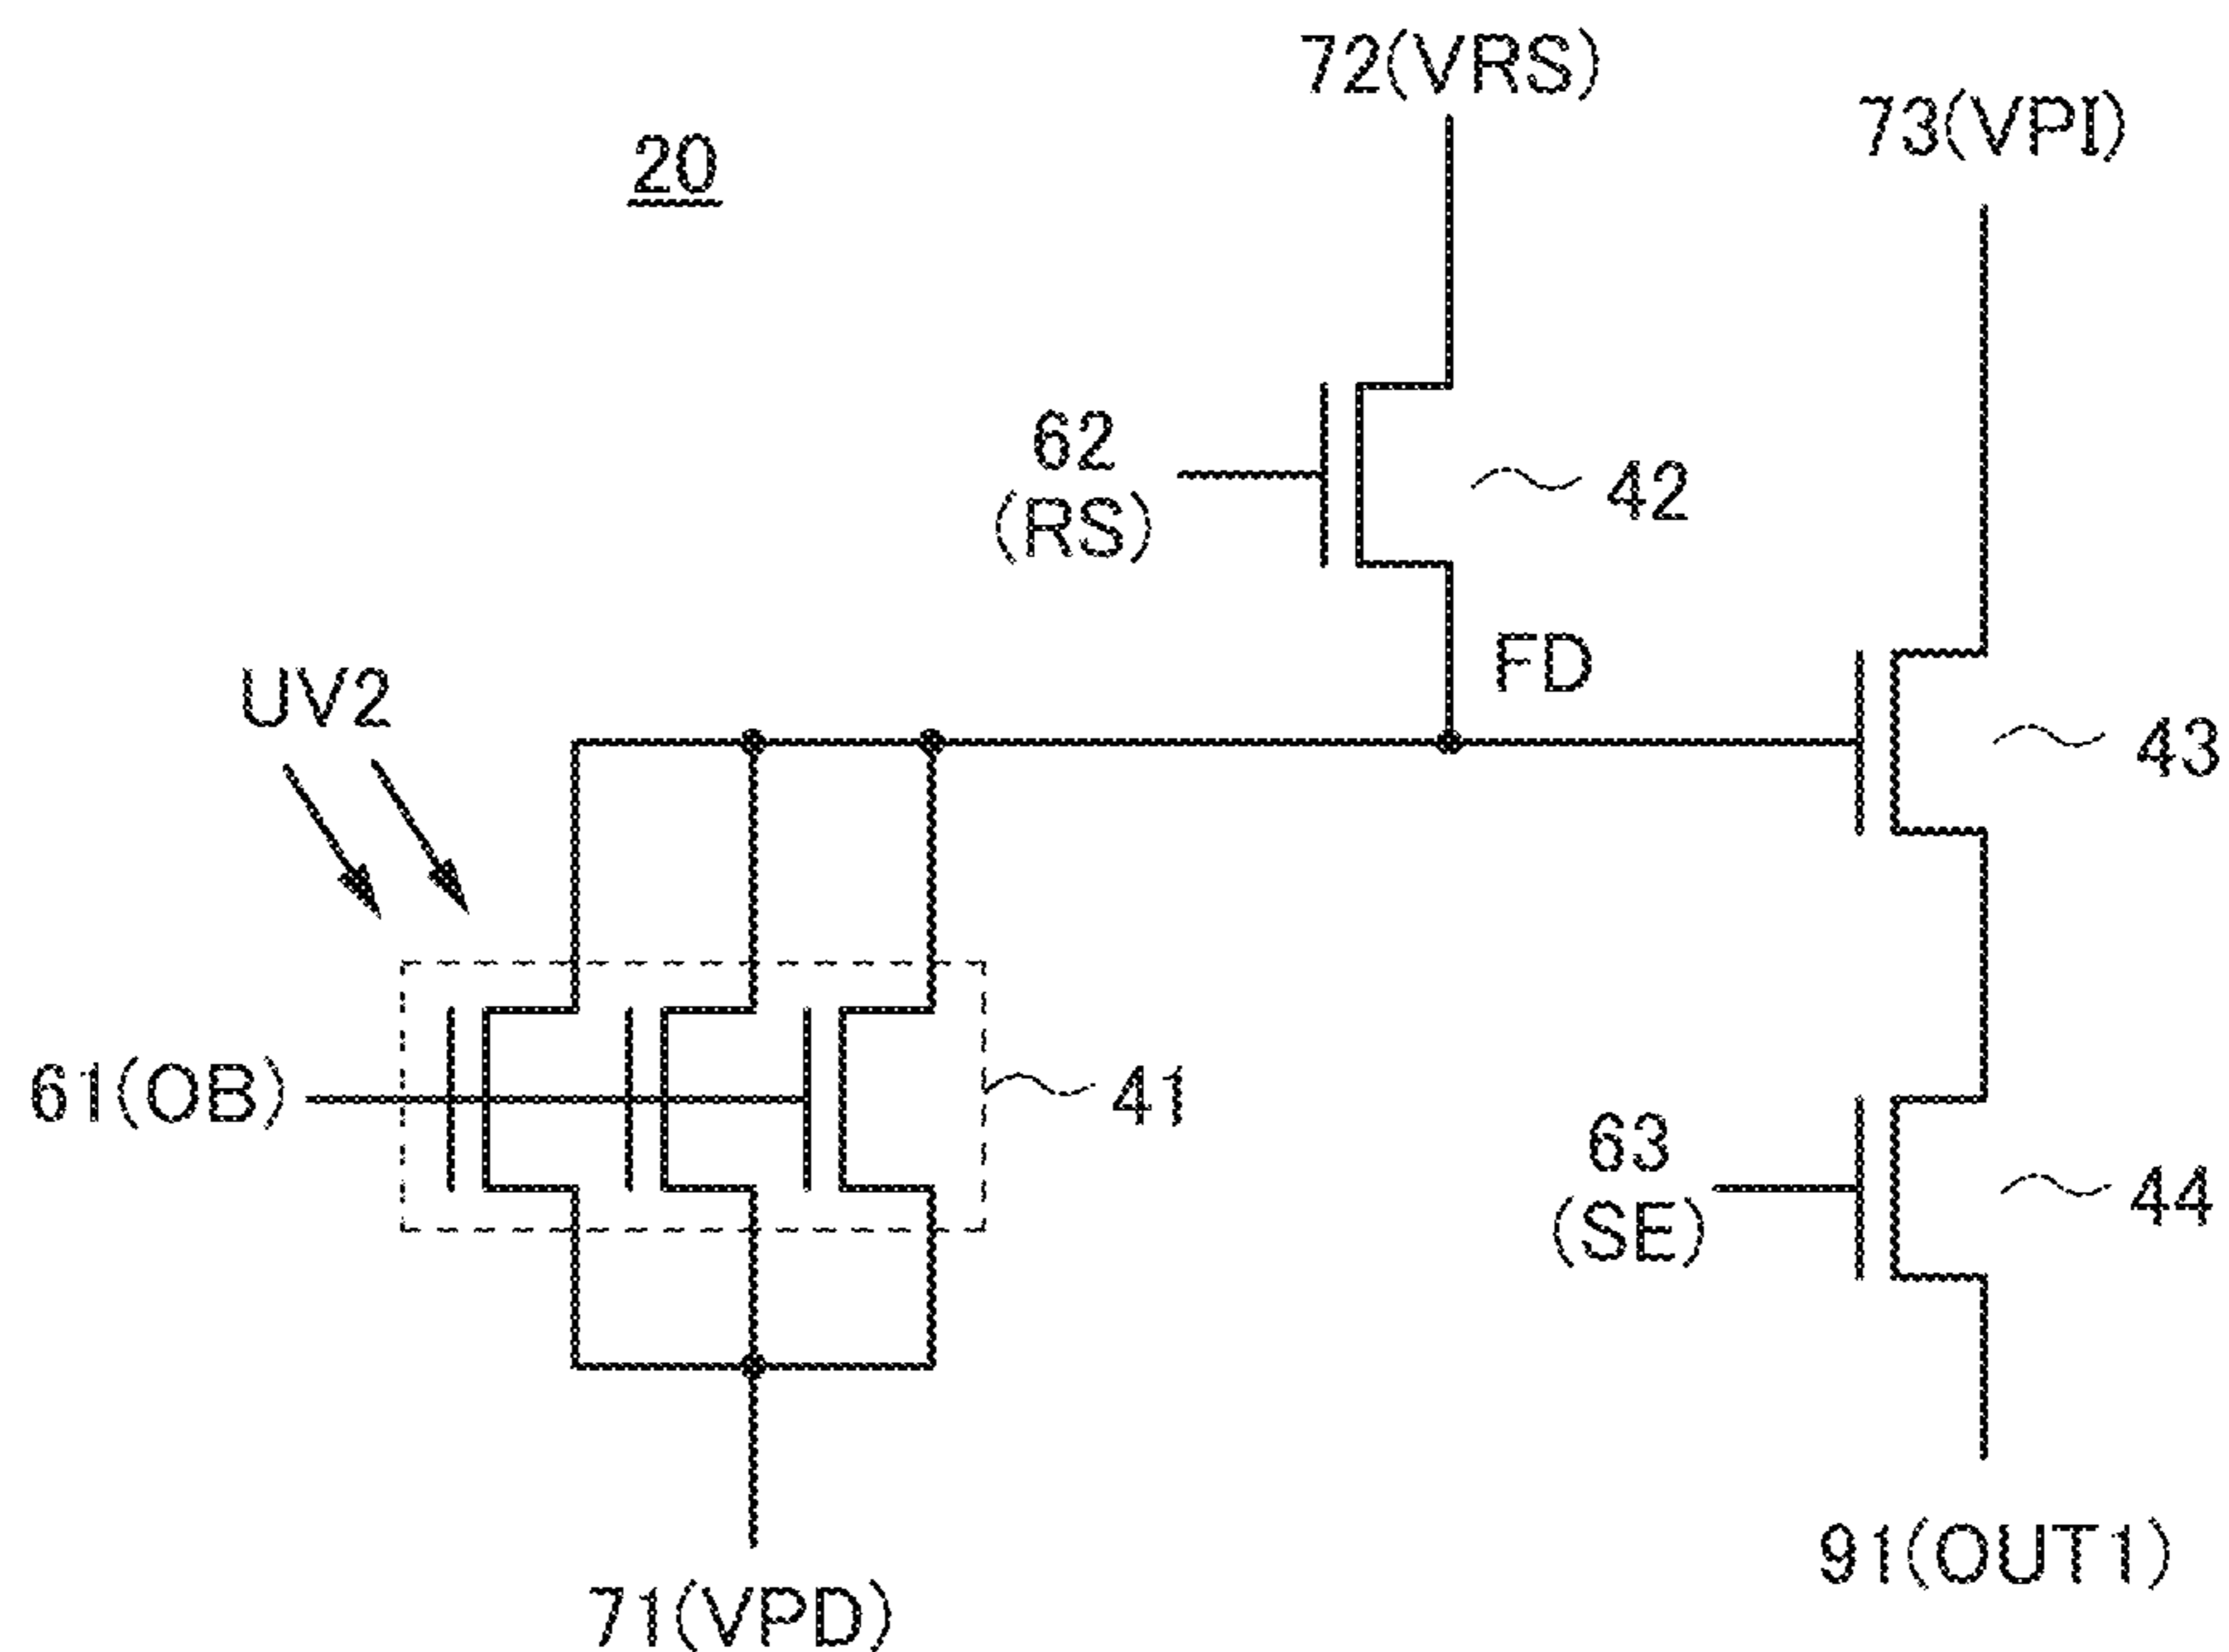 72(VRS)
73(VPI)
20
62
(RS)
42
FD
UV2
43
61(OB)
41
63
(SE)
44
91(OUT1)
71(VPD)